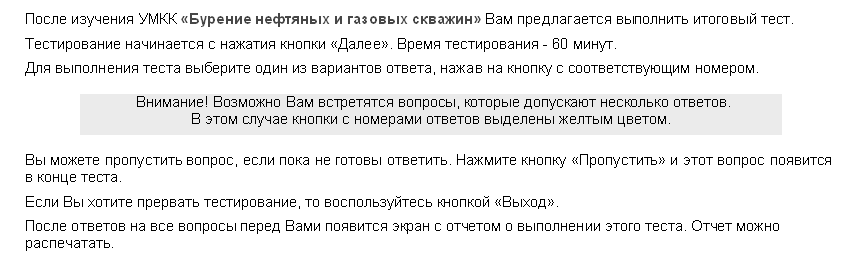 После изучения УМКК «Бурение нефтяных и газовых скважин» Вам предлагается выполнить итоговый тест.
Тестирование начинается с нажатия кнопки «Далее». Время тестирования - 60 минут.
Для выполнения теста выберите один из вариантов ответа, нажав на кнопку с соответствующим номером.
Внимание! Возможно Вам встретятся вопросы, которые допускают несколько ответов.
В этом случае кнопки с номерами ответов выделены желтым цветом.
Вы можете пропустить вопрос, если пока не готовы ответить. Нажмите кнопку «Пропустить» и этот вопрос появится
в конце теста.
Если Вы хотите прервать тестирование, то воспользуйтесь кнопкой «Выход».
После ответов на все вопросы перед Вами появится экран с отчетом о выполнении этого теста. Отчет можно
распечатать.